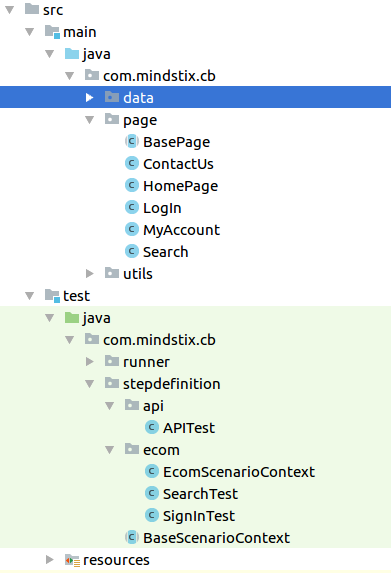 src
main
java
com.mindstix.cb
data
page
BasePage
ContactUs
HomePage
LogIn
MyAccount
Search
utils
test
java
com.mindstix.cb
runner
stepdefinition
api
APITest
ecom
EcomScenarioContext
SearchTest
SignInTest
BaseScenarioContext
resources